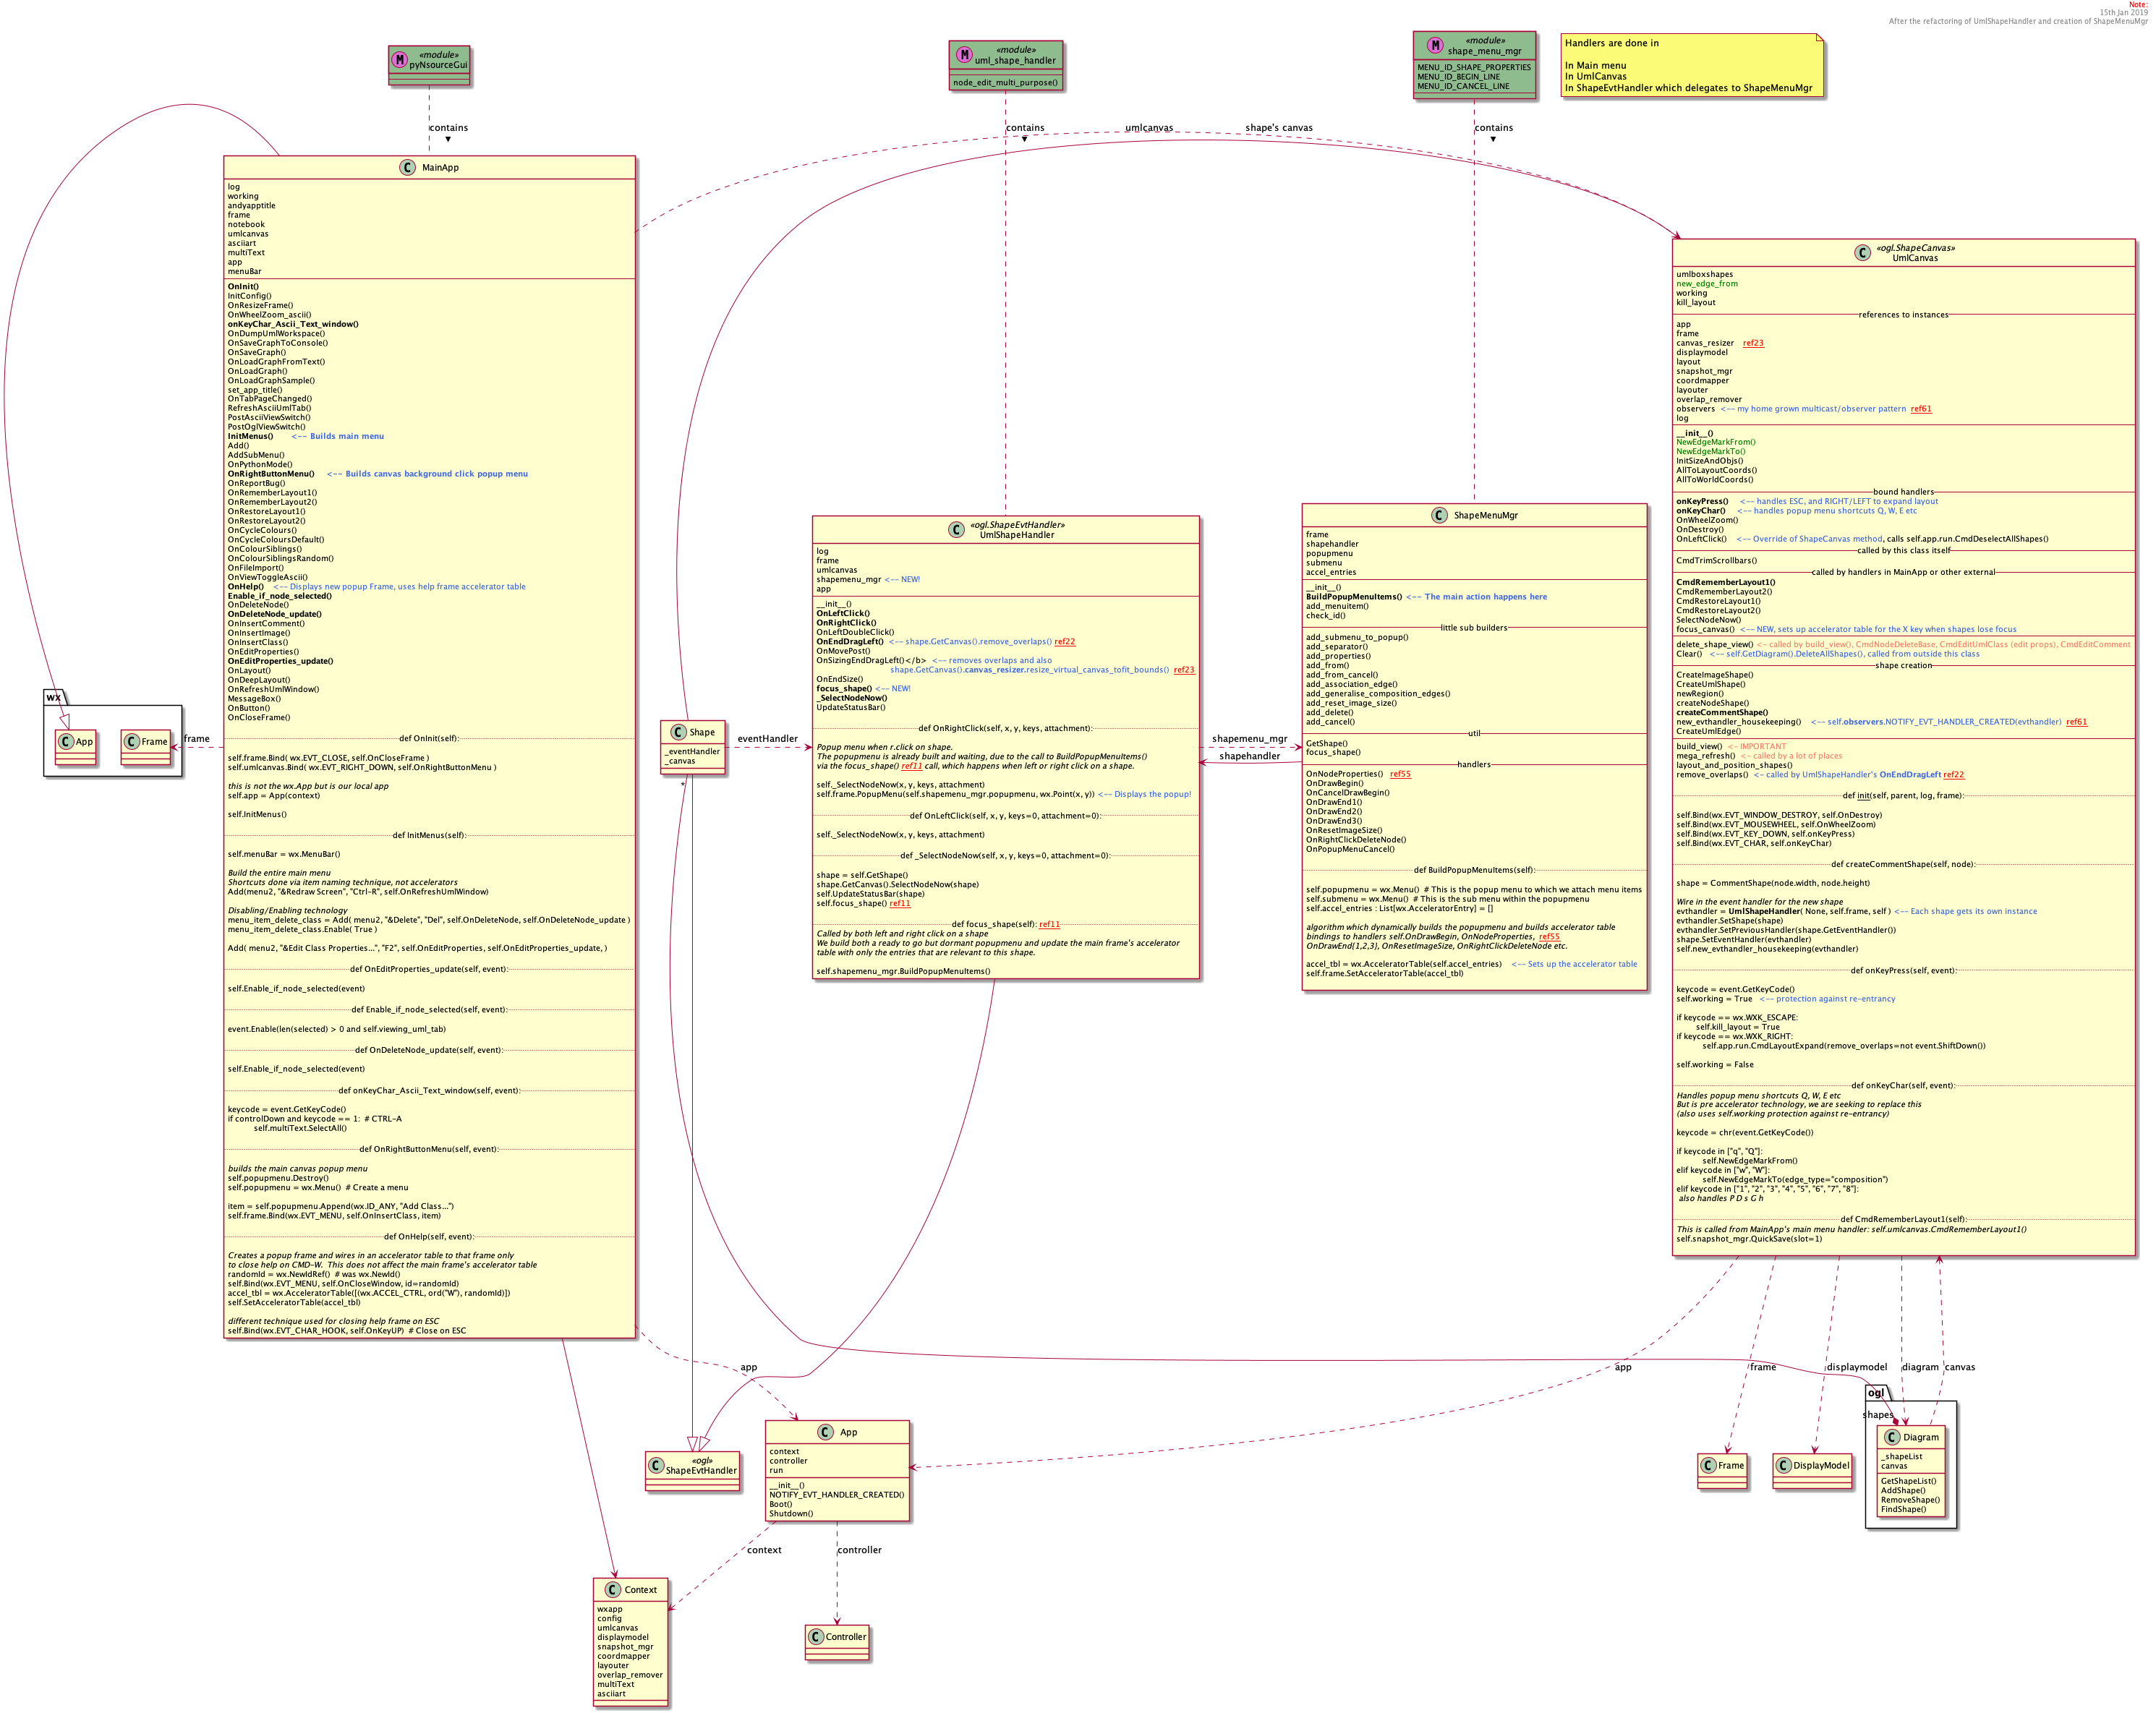 Note:
15th Jan 2019
After the refactoring of UmlShapeHandler and creation of ShapeMenuMgr
«module»
pyNsourceGui
«module»
uml_shape_handler
node_edit_multi_purpose()
«module»
shape_menu_mgr
MENU_ID_SHAPE_PROPERTIES
MENU_ID_BEGIN_LINE
MENU_ID_CANCEL_LINE
Handlers are done in
In Main menu
In UmlCanvas
In ShapeEvtHandler which delegates to ShapeMenuMgr
contains
contains
umlcanvas
shape's canvas
contains
MainApp
log
working
andyapptitle
frame
notebook
umlcanvas
asciiart
multiText
app
menuBar
OnInit()
InitConfig()
OnResizeFrame()
OnWheelZoom_ascii()
onKeyChar_Ascii_Text_window()
OnDumpUmlWorkspace()
OnSaveGraphToConsole()
OnSaveGraph()
OnLoadGraphFromText()
OnLoadGraph()
OnLoadGraphSample()
set_app_title()
OnTabPageChanged()
RefreshAsciiUmlTab()
PostAsciiViewSwitch()
PostOglViewSwitch()
InitMenus() <-- Builds main menu
Add()
AddSubMenu()
OnPythonMode()
OnRightButtonMenu() <-- Builds canvas background click popup menu
OnReportBug()
OnRememberLayout1()
OnRememberLayout2()
OnRestoreLayout1()
OnRestoreLayout2()
OnCycleColours()
OnCycleColoursDefault()
OnColourSiblings()
OnColourSiblingsRandom()
OnFileImport()
OnViewToggleAscii()
OnHelp() <-- Displays new popup Frame, uses help frame accelerator table
Enable_if_node_selected()
OnDeleteNode()
OnDeleteNode_update()
OnInsertComment()
OnInsertImage()
OnInsertClass()
OnEditProperties()
OnEditProperties_update()
OnLayout()
OnDeepLayout()
OnRefreshUmlWindow()
MessageBox()
OnButton()
OnCloseFrame()
def OnInit(self):
self.frame.Bind( wx.EVT_CLOSE, self.OnCloseFrame )
self.umlcanvas.Bind( wx.EVT_RIGHT_DOWN, self.OnRightButtonMenu )
this is not the wx.App but is our local app
self.app = App(context)
self.InitMenus()
def InitMenus(self):
self.menuBar = wx.MenuBar()
Build the entire main menu
Shortcuts done via item naming technique, not accelerators
Add(menu2, "&Redraw Screen", "Ctrl-R", self.OnRefreshUmlWindow)
Disabling/Enabling technology
menu_item_delete_class = Add( menu2, "&Delete", "Del", self.OnDeleteNode, self.OnDeleteNode_update )
menu_item_delete_class.Enable( True )
Add( menu2, "&Edit Class Properties...", "F2", self.OnEditProperties, self.OnEditProperties_update, )
def OnEditProperties_update(self, event):
self.Enable_if_node_selected(event)
def Enable_if_node_selected(self, event):
event.Enable(len(selected) > 0 and self.viewing_uml_tab)
def OnDeleteNode_update(self, event):
self.Enable_if_node_selected(event)
def onKeyChar_Ascii_Text_window(self, event):
keycode = event.GetKeyCode()
if controlDown and keycode == 1: # CTRL-A
self.multiText.SelectAll()
def OnRightButtonMenu(self, event):
builds the main canvas popup menu
self.popupmenu.Destroy()
self.popupmenu = wx.Menu() # Create a menu
item = self.popupmenu.Append(wx.ID_ANY, "Add Class...")
self.frame.Bind(wx.EVT_MENU, self.OnInsertClass, item)
def OnHelp(self, event):
Creates a popup frame and wires in an accelerator table to that frame only
to close help on CMD-W. This does not affect the main frame's accelerator table
randomId = wx.NewIdRef() # was wx.NewId()
self.Bind(wx.EVT_MENU, self.OnCloseWindow, id=randomId)
accel_tbl = wx.AcceleratorTable([(wx.ACCEL_CTRL, ord("W"), randomId)])
self.SetAcceleratorTable(accel_tbl)
different technique used for closing help frame on ESC
self.Bind(wx.EVT_CHAR_HOOK, self.OnKeyUP) # Close on ESC
wx
App
Frame
frame
Shape
_eventHandler
_canvas
*
eventHandler
«ogl.ShapeEvtHandler»
UmlShapeHandler
log
frame
umlcanvas
shapemenu_mgr <-- NEW!
app
__init__()
OnLeftClick()
OnRightClick()
OnLeftDoubleClick()
OnEndDragLeft() <-- shape.GetCanvas().remove_overlaps() ref22
OnMovePost()
OnSizingEndDragLeft()</b> <-- removes overlaps and also
shape.GetCanvas().canvas_resizer.resize_virtual_canvas_tofit_bounds() ref23
OnEndSize()
focus_shape() <-- NEW!
_SelectNodeNow()
UpdateStatusBar()
def OnRightClick(self, x, y, keys, attachment):
Popup menu when r.click on shape.
The popupmenu is already built and waiting, due to the call to BuildPopupMenuItems()
via the focus_shape() ref11 call, which happens when left or right click on a shape.
self._SelectNodeNow(x, y, keys, attachment)
self.frame.PopupMenu(self.shapemenu_mgr.popupmenu, wx.Point(x, y)) <-- Displays the popup!
def OnLeftClick(self, x, y, keys=0, attachment=0):
self._SelectNodeNow(x, y, keys, attachment)
def _SelectNodeNow(self, x, y, keys=0, attachment=0):
shape = self.GetShape()
shape.GetCanvas().SelectNodeNow(shape)
self.UpdateStatusBar(shape)
self.focus_shape() ref11
def focus_shape(self): ref11
Called by both left and right click on a shape
We build both a ready to go but dormant popupmenu and update the main frame's accelerator
table with only the entries that are relevant to this shape.
self.shapemenu_mgr.BuildPopupMenuItems()
shapemenu_mgr
shapehandler
ShapeMenuMgr
frame
shapehandler
popupmenu
submenu
accel_entries
__init__()
BuildPopupMenuItems() <-- The main action happens here
add_menuitem()
check_id()
little sub builders
add_submenu_to_popup()
add_separator()
add_properties()
add_from()
add_from_cancel()
add_association_edge()
add_generalise_composition_edges()
add_reset_image_size()
add_delete()
add_cancel()
util
GetShape()
focus_shape()
handlers
OnNodeProperties() ref55
OnDrawBegin()
OnCancelDrawBegin()
OnDrawEnd1()
OnDrawEnd2()
OnDrawEnd3()
OnResetImageSize()
OnRightClickDeleteNode()
OnPopupMenuCancel()
def BuildPopupMenuItems(self):
self.popupmenu = wx.Menu() # This is the popup menu to which we attach menu items
self.submenu = wx.Menu() # This is the sub menu within the popupmenu
self.accel_entries : List[wx.AcceleratorEntry] = []
algorithm which dynamically builds the popupmenu and builds accelerator table
bindings to handlers self.OnDrawBegin, OnNodeProperties, ref55
OnDrawEnd(1,2,3), OnResetImageSize, OnRightClickDeleteNode etc.
accel_tbl = wx.AcceleratorTable(self.accel_entries) <-- Sets up the accelerator table
self.frame.SetAcceleratorTable(accel_tbl)
«ogl.ShapeCanvas»
UmlCanvas
umlboxshapes
new_edge_from
working
kill_layout
references to instances
app
frame
canvas_resizer ref23
displaymodel
layout
snapshot_mgr
coordmapper
layouter
overlap_remover
observers <-- my home grown multicast/observer pattern ref61
log
__init__()
NewEdgeMarkFrom()
NewEdgeMarkTo()
InitSizeAndObjs()
AllToLayoutCoords()
AllToWorldCoords()
bound handlers
onKeyPress() <-- handles ESC, and RIGHT/LEFT to expand layout
onKeyChar() <-- handles popup menu shortcuts Q, W, E etc
OnWheelZoom()
OnDestroy()
OnLeftClick() <-- Override of ShapeCanvas method, calls self.app.run.CmdDeselectAllShapes()
called by this class itself
CmdTrimScrollbars()
called by handlers in MainApp or other external
CmdRememberLayout1()
CmdRememberLayout2()
CmdRestoreLayout1()
CmdRestoreLayout2()
SelectNodeNow()
focus_canvas() <-- NEW, sets up accelerator table for the X key when shapes lose focus
delete_shape_view() <- called by build_view(), CmdNodeDeleteBase, CmdEditUmlClass (edit props), CmdEditComment
Clear() <-- self.GetDiagram().DeleteAllShapes(), called from outside this class
shape creation
CreateImageShape()
CreateUmlShape()
newRegion()
createNodeShape()
createCommentShape()
new_evthandler_housekeeping() <-- self.observers.NOTIFY_EVT_HANDLER_CREATED(evthandler) ref61
CreateUmlEdge()
build_view() <- IMPORTANT
mega_refresh() <- called by a lot of places
layout_and_position_shapes()
remove_overlaps() <- called by UmlShapeHandler's OnEndDragLeft ref22
def init(self, parent, log, frame):
self.Bind(wx.EVT_WINDOW_DESTROY, self.OnDestroy)
self.Bind(wx.EVT_MOUSEWHEEL, self.OnWheelZoom)
self.Bind(wx.EVT_KEY_DOWN, self.onKeyPress)
self.Bind(wx.EVT_CHAR, self.onKeyChar)
def createCommentShape(self, node):
shape = CommentShape(node.width, node.height)
Wire in the event handler for the new shape
evthandler = UmlShapeHandler( None, self.frame, self ) <-- Each shape gets its own instance
evthandler.SetShape(shape)
evthandler.SetPreviousHandler(shape.GetEventHandler())
shape.SetEventHandler(evthandler)
self.new_evthandler_housekeeping(evthandler)
def onKeyPress(self, event):
keycode = event.GetKeyCode()
self.working = True <-- protection against re-entrancy
if keycode == wx.WXK_ESCAPE:
self.kill_layout = True
if keycode == wx.WXK_RIGHT:
self.app.run.CmdLayoutExpand(remove_overlaps=not event.ShiftDown())
self.working = False
def onKeyChar(self, event):
Handles popup menu shortcuts Q, W, E etc
But is pre accelerator technology, we are seeking to replace this
(also uses self.working protection against re-entrancy)
keycode = chr(event.GetKeyCode())
if keycode in ["q", "Q"]:
self.NewEdgeMarkFrom()
elif keycode in ["w", "W"]:
self.NewEdgeMarkTo(edge_type="composition")
elif keycode in ["1", "2", "3", "4", "5", "6", "7", "8"]:
also handles P D s G h
def CmdRememberLayout1(self):
This is called from MainApp's main menu handler: self.umlcanvas.CmdRememberLayout1()
self.snapshot_mgr.QuickSave(slot=1)
app
app
frame
displaymodel
diagram
canvas
ogl
shapes
Diagram
_shapeList
canvas
GetShapeList()
AddShape()
RemoveShape()
FindShape()
Frame
DisplayModel
«ogl»
ShapeEvtHandler
App
context
controller
run
__init__()
NOTIFY_EVT_HANDLER_CREATED()
Boot()
Shutdown()
context
controller
Context
wxapp
config
umlcanvas
displaymodel
snapshot_mgr
coordmapper
layouter
overlap_remover
multiText
asciiart
Controller